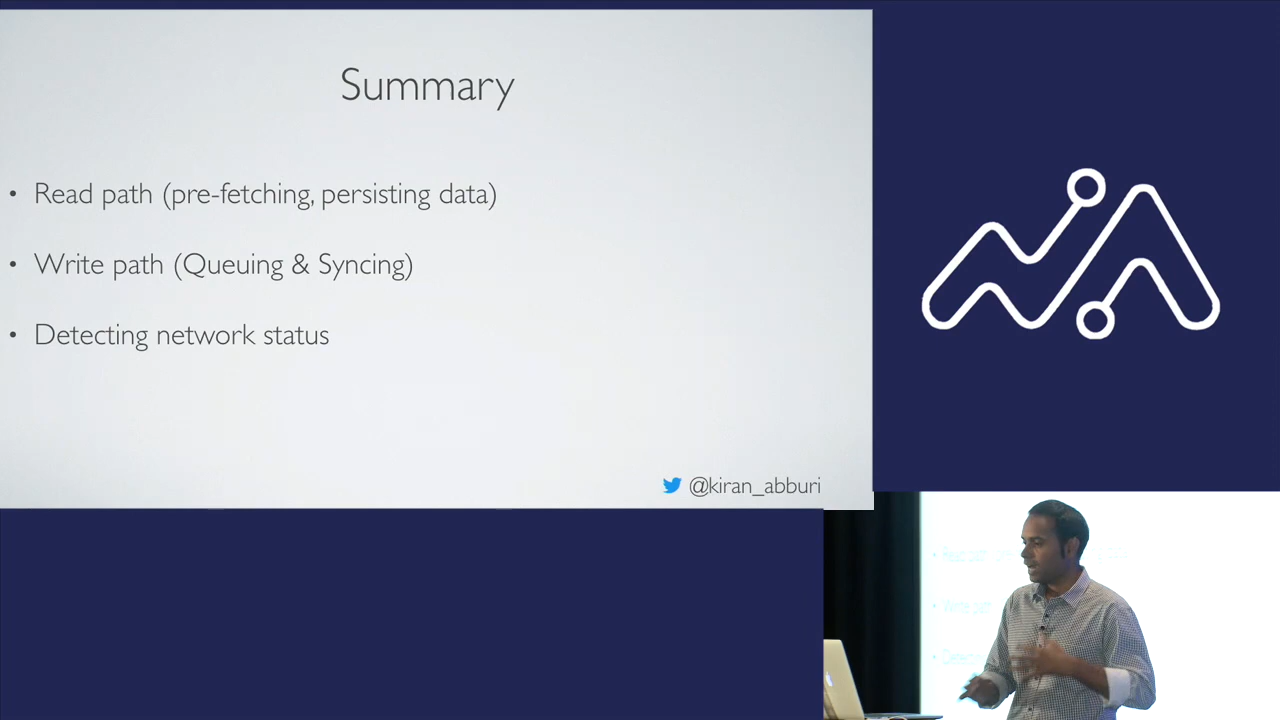 Summary
• Read path (pre-fetching, persisting data)
• Write path (Queuing & Syncing)
• Detecting network status
@kiran_abburi